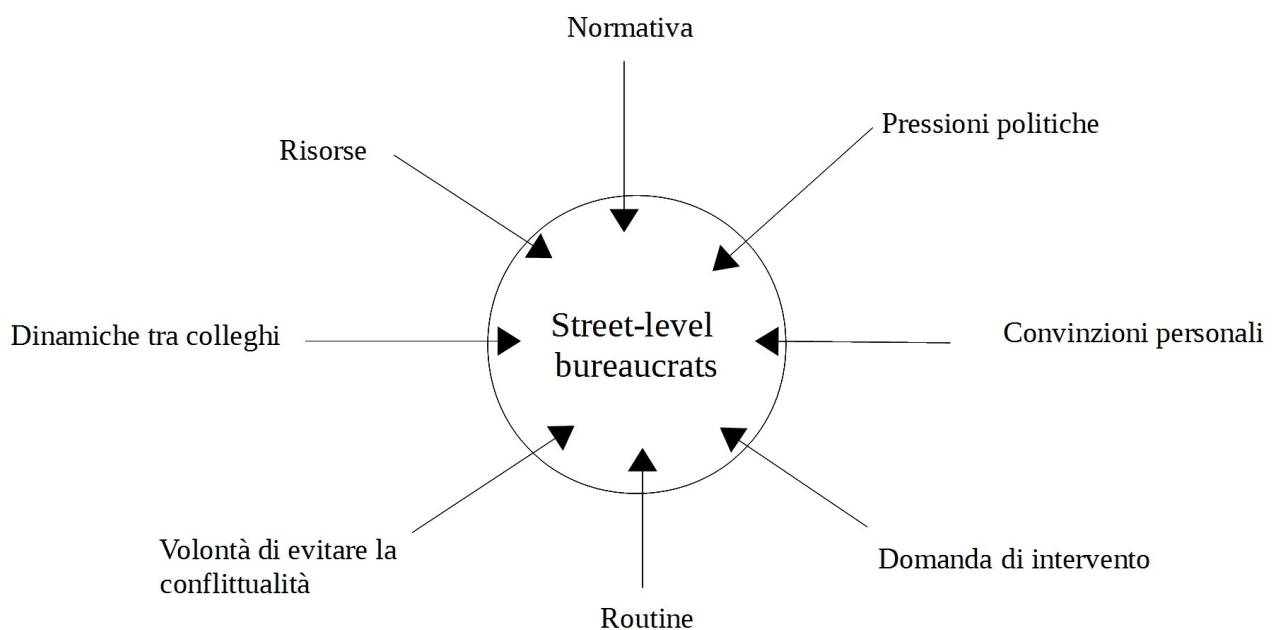 Normativa
Pressioni politiche
Risorse
Street-level
bureaucrats
Dinamiche tra colleghi
Convinzioni personali
Volontà di evitare la
conflittualità
Domanda di intervento
Routine